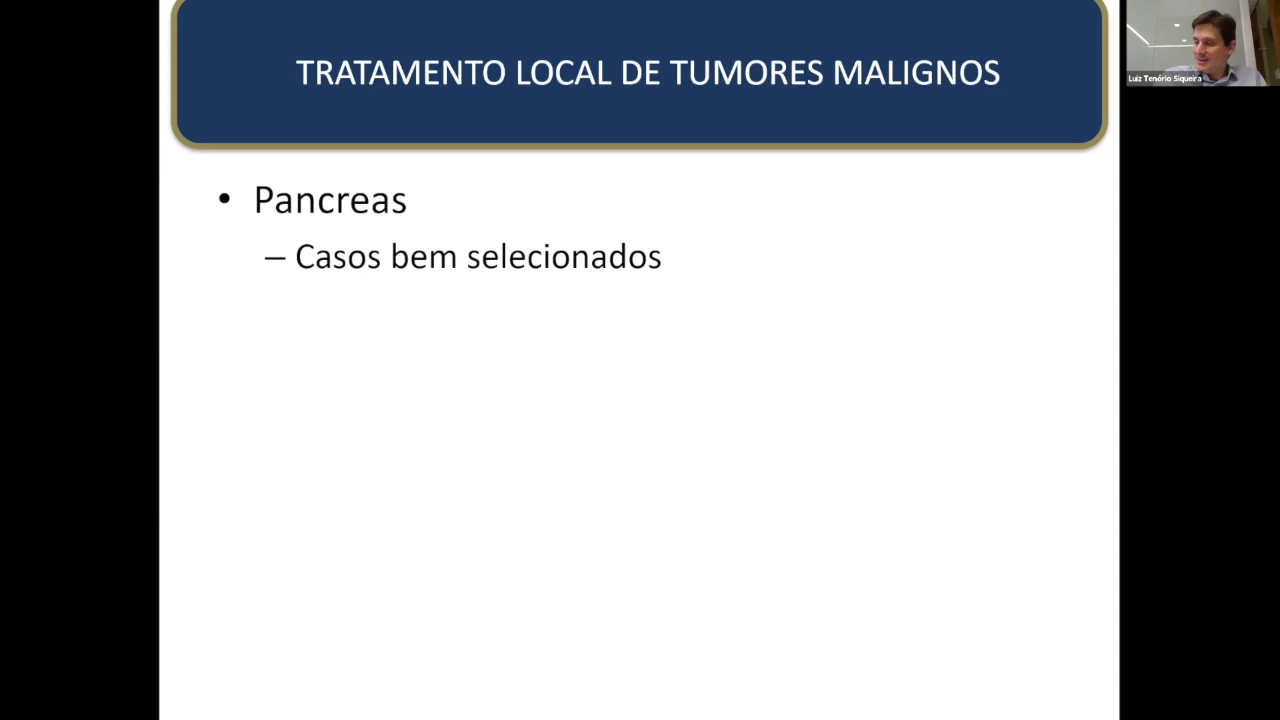 TRATAMENTO LOCAL DE TUMORES MALIGNOS
Luiz Tenório Siqueira
• Pancreas
– Casos bem selecionados